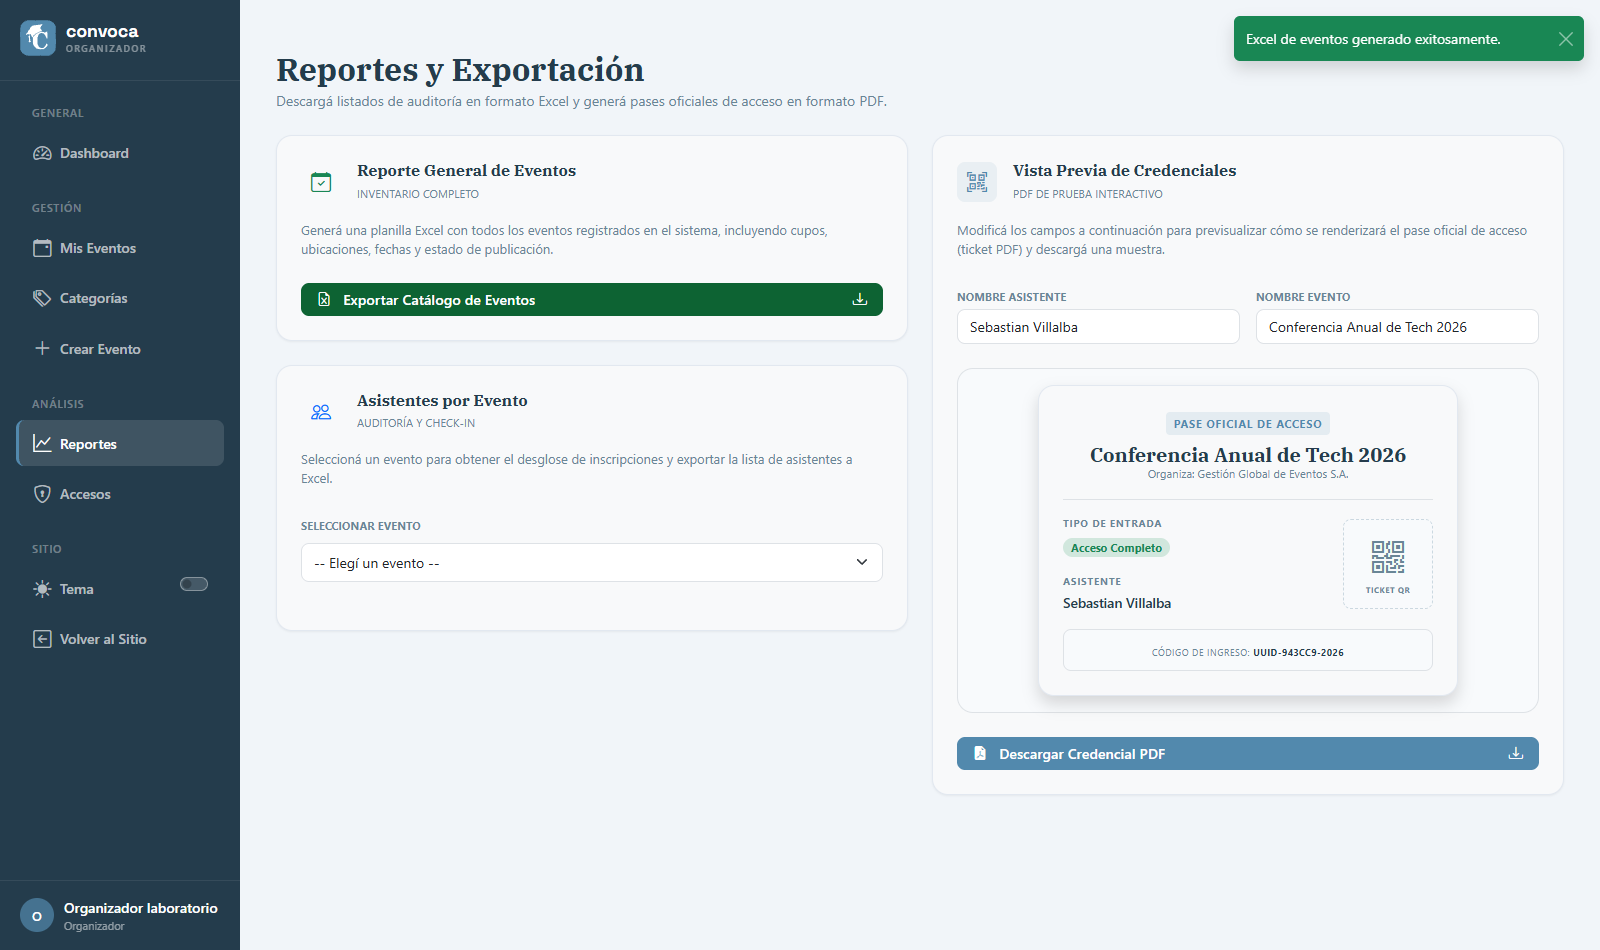 convoca
ORGANIZADOR
GENERAL
Dashboard
GESTIÓN
Mis Eventos
Categorías
Crear Evento
ANÁLISIS
Reportes
Accesos
SITIO
Tema
Volver al Sitio
O
Organizador laboratorio
Organizador
Excel de eventos generado exitosamente.
Reportes y Exportación
Descargá listados de auditoría en formato Excel y generá pases oficiales de acceso en formato PDF.
Reporte General de Eventos
INVENTARIO COMPLETO
Generá una planilla Excel con todos los eventos registrados en el sistema, incluyendo cupos,
ubicaciones, fechas y estado de publicación.
Exportar Catálogo de Eventos
Asistentes por Evento
AUDITORÍA Y CHECK-IN
Seleccioná un evento para obtener el desglose de inscripciones y exportar la lista de asistentes a
Excel.
SELECCIONAR EVENTO
-- Elegí un evento --
Vista Previa de Credenciales
PDF DE PRUEBA INTERACTIVO
Modificá los campos a continuación para previsualizar cómo se renderizará el pase oficial de acceso
(ticket PDF) y descargá una muestra.
NOMBRE ASISTENTE
Sebastian Villalba
NOMBRE EVENTO
Conferencia Anual de Tech 2026
PASE OFICIAL DE ACCESO
Conferencia Anual de Tech 2026
Organiza: Gestión Global de Eventos S.A.
TIPO DE ENTRADA
Acceso Completo
ASISTENTE
Sebastian Villalba
TICKET QR
CÓDIGO DE INGRESO: UUID-943CC9-2026
Descargar Credencial PDF